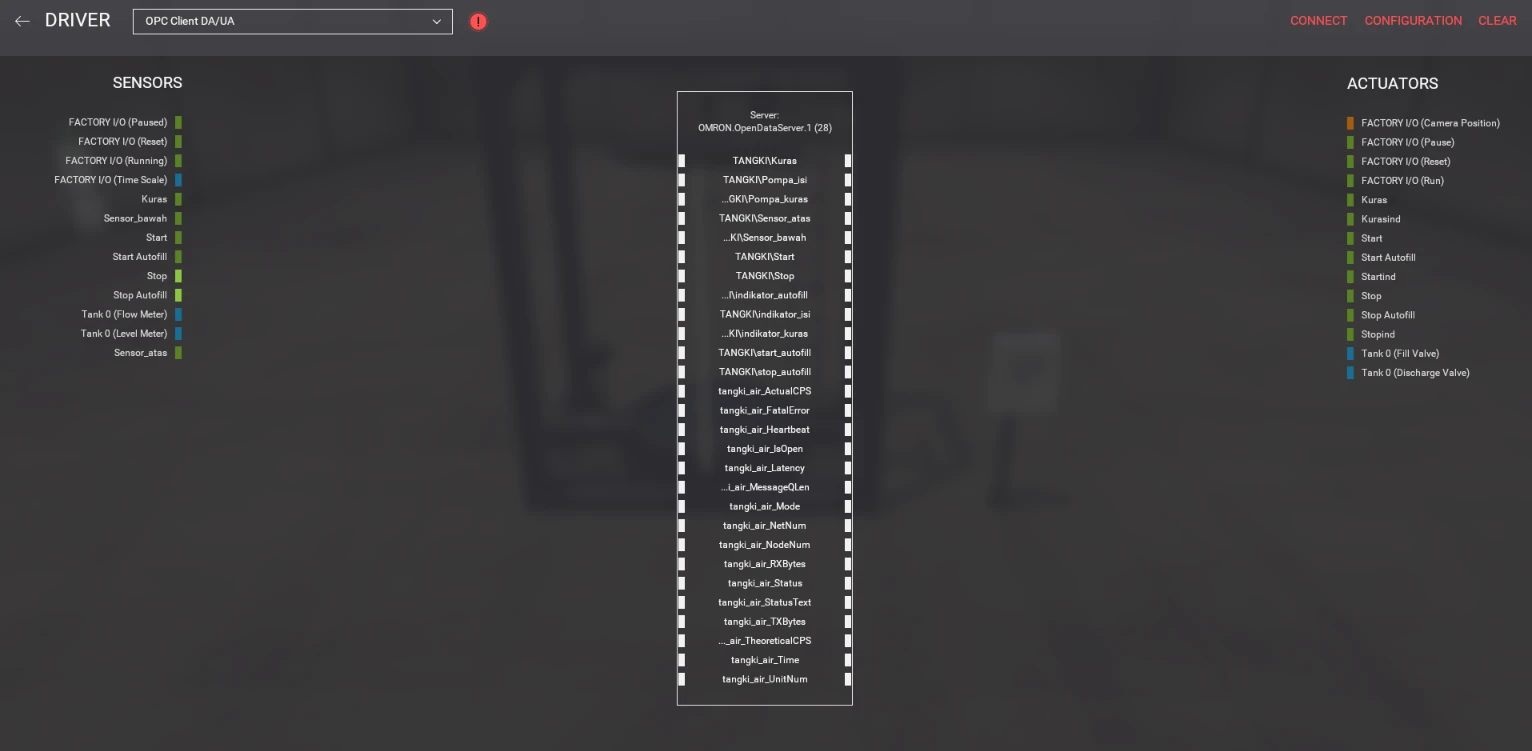 DRIVER
OPC Client DA/UA
!
CONNECT
CONFIGURATION
CLEAR
SENSORS
FACTORY I/O (Paused)
FACTORY I/O (Reset)
FACTORY I/O (Running)
FACTORY I/O (Time Scale)
Kuras
Sensor_bawah
Start
Start Autofill
Stop
Stop Autofill
Tank 0 (Flow Meter)
Tank 0 (Level Meter)
Sensor_atas
Server:
OMRON.OpenDataServer.1 (28)
TANGKI\Kuras
TANGKI\Pompa_isi
...GKI\Pompa_kuras
TANGKI\Sensor_atas
...KI\Sensor_bawah
TANGKI\Start
TANGKI\Stop
...I\indikator_autofill
TANGKI\indikator_isi
...KI\indikator_kuras
TANGKI\start_autofill
TANGKI\stop_autofill
tangki_air_ActualCPS
tangki_air_FatalError
tangki_air_Heartbeat
tangki_air_IsOpen
tangki_air_Latency
...i_air_MessageQLen
tangki_air_Mode
tangki_air_NetNum
tangki_air_NodeNum
tangki_air_RXBytes
tangki_air_Status
tangki_air_StatusText
tangki_air_TXBytes
..._air_TheoreticalCPS
tangki_air_Time
tangki_air_UnitNum
ACTUATORS
FACTORY I/O (Camera Position)
FACTORY I/O (Pause)
FACTORY I/O (Reset)
FACTORY I/O (Run)
Kuras
Kurasind
Start
Start Autofill
Startind
Stop
Stop Autofill
Stopind
Tank 0 (Fill Valve)
Tank 0 (Discharge Valve)